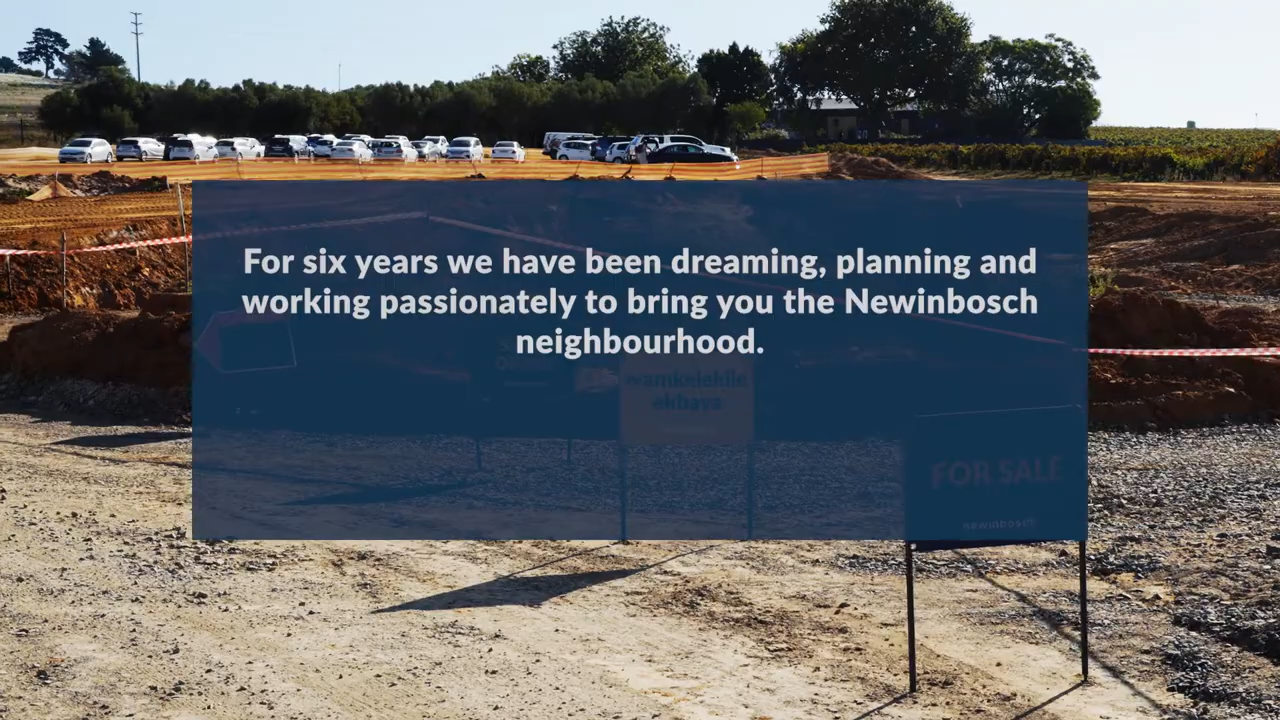 For six years we have been dreaming, planning and
working passionately to bring you the Newinbosch
neighbourhood.
wamkelekile
ekhaya
FOR SALE
newinbosch